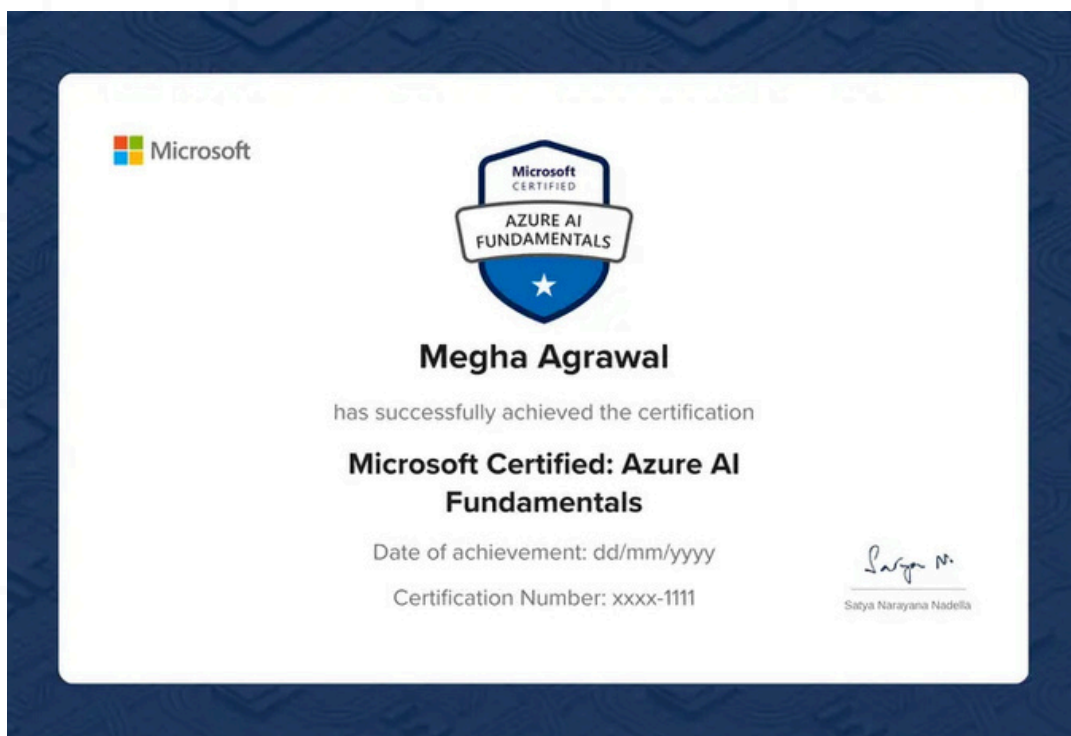 Microsoft
Microsoft
CERTIFIED
AZURE AI
FUNDAMENTALS
Megha Agrawal
has successfully achieved the certification
Microsoft Certified: Azure AI
Fundamentals
Date of achievement: dd/mm/yyyy
Certification Number: xxxx-1111
Satya N.
Satya Narayana Nadella